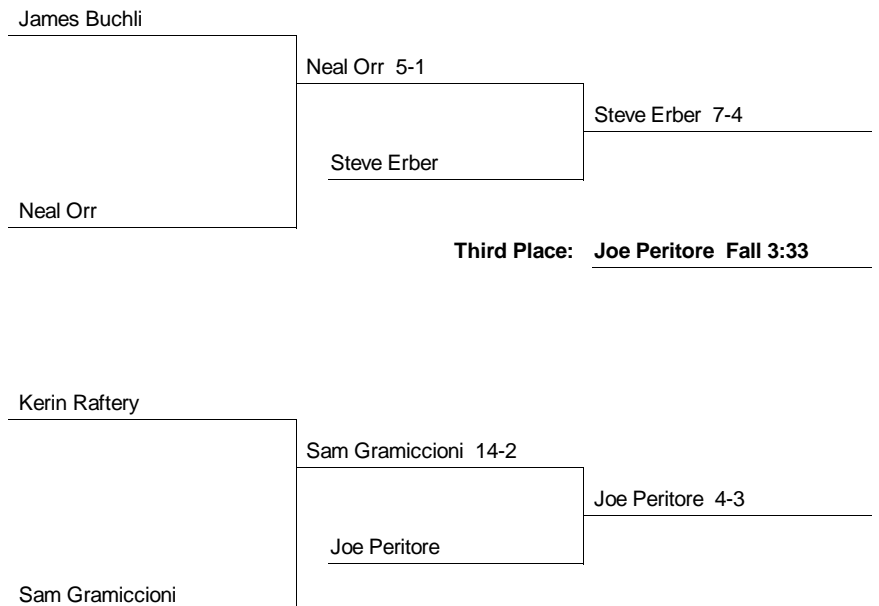 James Buchli
Neal Orr 5-1
Steve Erber 7-4
Steve Erber
Neal Orr
Third Place: Joe Peritore Fall 3:33
Kerin Raftery
Sam Gramiccioni 14-2
Joe Peritore 4-3
Joe Peritore
Sam Gramiccioni